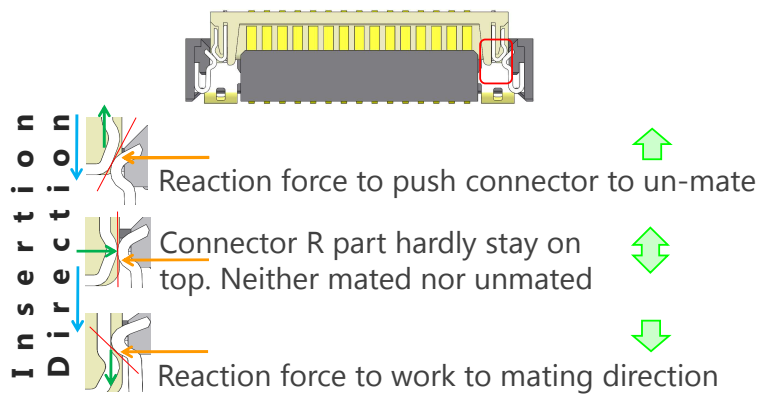 Insertion
Direction
Reaction force to push connector to un-mate
Connector R part hardly stay on
top. Neither mated nor unmated
Reaction force to work to mating direction